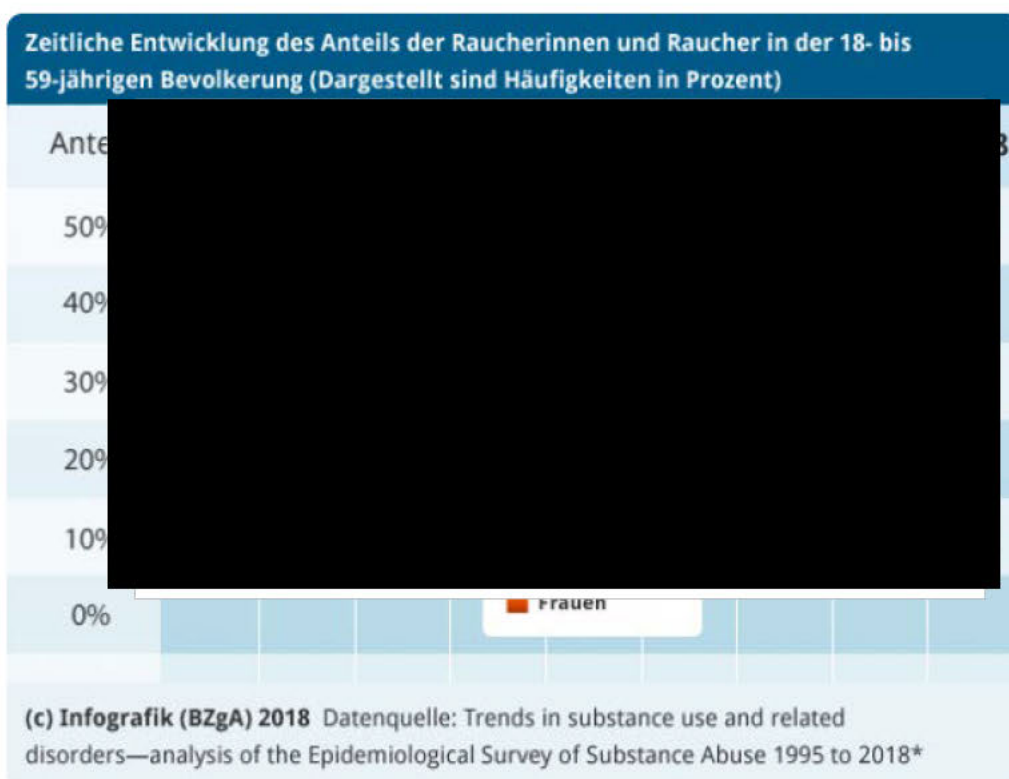 Zeitliche Entwicklung des Anteils der Raucherinnen und Raucher in der 18- bis
59-jährigen Bevolkerung (Dargestellt sind Häufigkeiten in Prozent)
50%
40%
30%
20%
10%
0%
Frauen
(c) Infografik (BZgA) 2018 Datenquelle: Trends in substance use and related
disorders—analysis of the Epidemiological Survey of Substance Abuse 1995 to 2018*